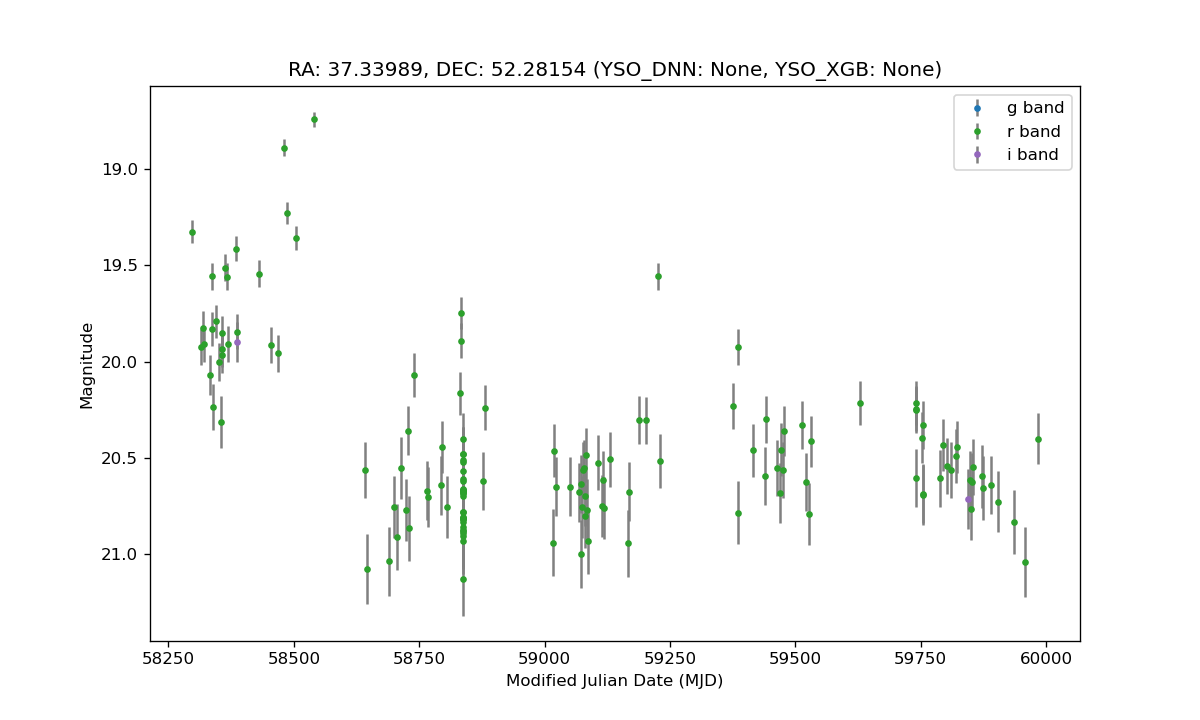 RA: 37.33989, DEC: 52.28154 (YSO_DNN: None, YSO_XGB: None)
g band
r band
i band
19.0
19.5
20.0
20.5
21.0
Magnitude
58250 58500 58750 59000 59250 59500 59750 60000
Modified Julian Date (MJD)